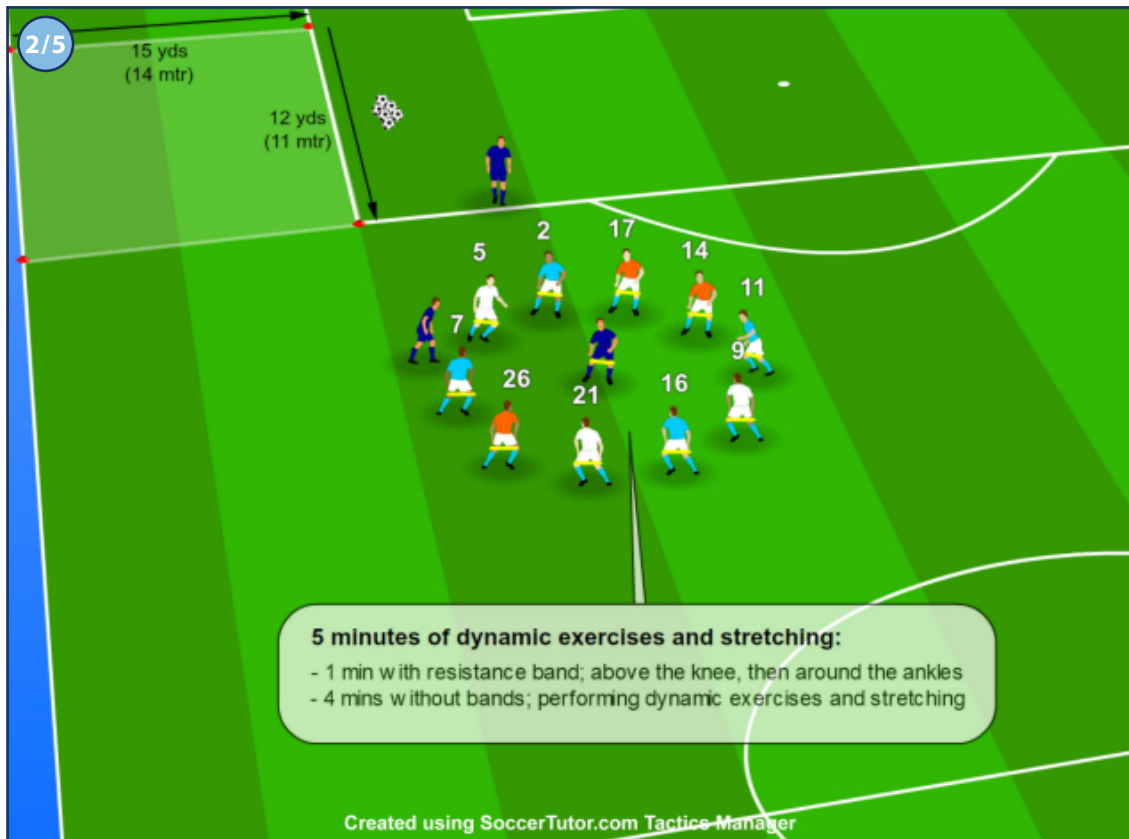 2/5
15 yds
(14 mtr)
12 yds
(11 mtr)
2
17
5
14
11
7
9
26
21
16
5 minutes of dynamic exercises and stretching:
- 1 min with resistance band; above the knee, then around the ankles
- 4 mins without bands; performing dynamic exercises and stretching
Created using SoccerTutor.com Tactics Manager